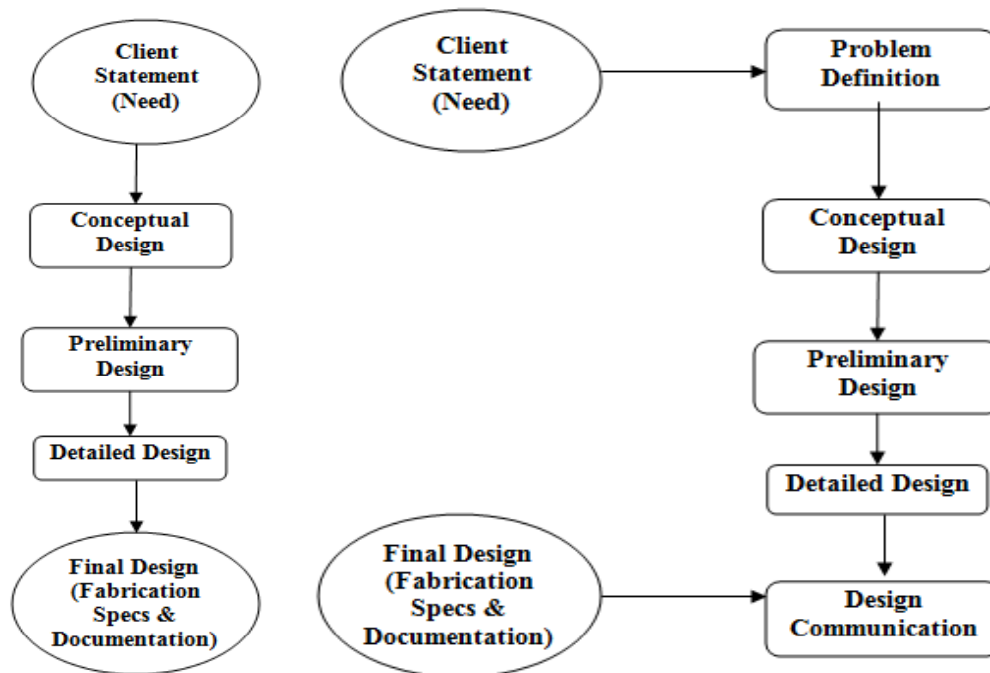 Client
Statement
(Need)
Conceptual
Design
Preliminary
Design
Detailed Design
Final Design
(Fabrication
Specs &
Documentation)
Client
Statement
(Need)
Problem
Definition
Conceptual
Design
Preliminary
Design
Detailed Design
Final Design
(Fabrication
Specs &
Documentation)
Design
Communication